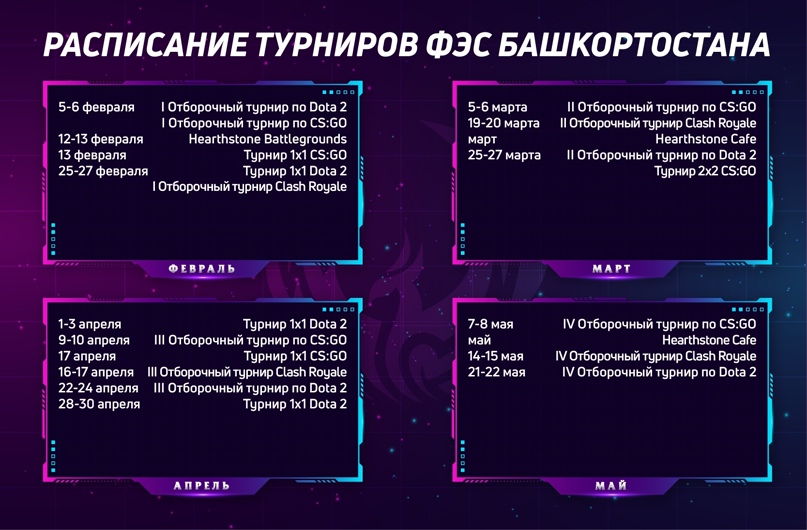 РАСПИСАНИЕ ТУРНИРОВ ФЭС БАШКОРТОСТАНА
5-6 февраля I Отборочный турнир по Dota 2
I Отборочный турнир по CS:GO
12-13 февраля Hearthstone Battlegrounds
13 февраля Турнир 1x1 CS:GO
25-27 февраля Турнир 1x1 Dota 2
I Отборочный турнир Clash Royale
ФЕВРАЛЬ
5-6 марта II Отборочный турнир по CS:GO
19-20 марта II Отборочный турнир Clash Royale
март Hearthstone Cafe
25-27 марта II Отборочный турнир по Dota 2
Турнир 2x2 CS:GO
МАРТ
1-3 апреля Турнир 1x1 Dota 2
9-10 апреля III Отборочный турнир по CS:GO
17 апреля Турнир 1x1 CS:GO
16-17 апреля III Отборочный турнир Clash Royale
22-24 апреля III Отборочный турнир по Dota 2
28-30 апреля Турнир 1x1 Dota 2
АПРЕЛЬ
7-8 мая IV Отборочный турнир по CS:GO
май Hearthstone Cafe
14-15 мая IV Отборочный турнир Clash Royale
21-22 мая IV Отборочный турнир по Dota 2
МАЙ